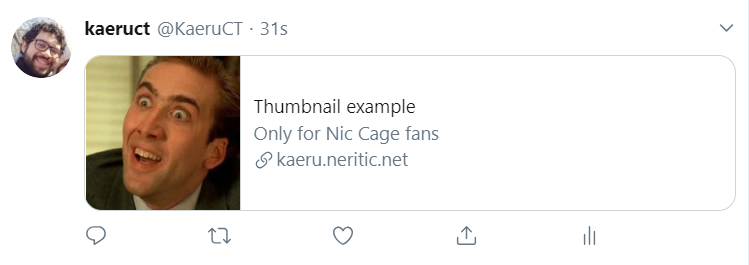 kaeruct @KaeruCT · 31s
Thumbnail example
Only for Nic Cage fans
kaeru.neritic.net